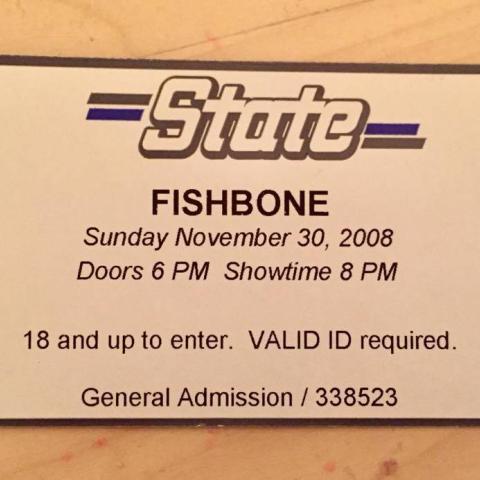 State
FISHBONE
Sunday November 30, 2008
Doors 6 PM  Showtime 8 PM
18 and up to enter.  VALID ID required.
General Admission / 338523